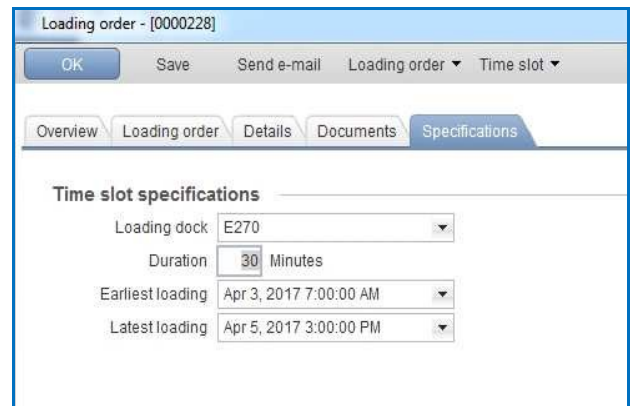 Loading order - [0000228]
OK Save Send e-mail Loading order Time slot
Overview Loading order Details Documents Specifications
Time slot specifications
Loading dock E270
Duration 30 Minutes
Earliest loading Apr 3, 2017 7:00:00 AM
Latest loading Apr 5, 2017 3:00:00 PM